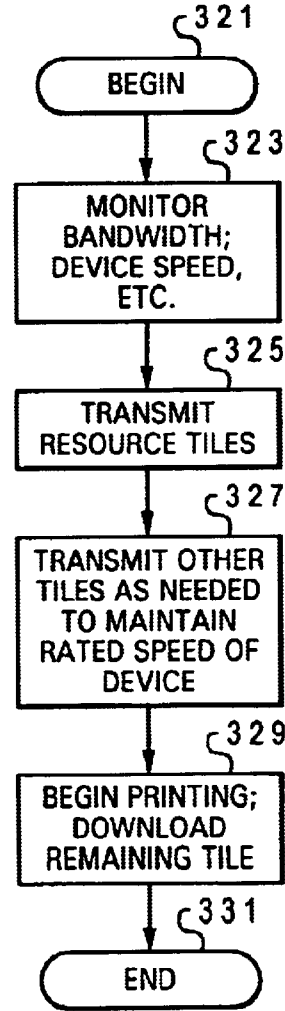 321
BEGIN
323
MONITOR
BANDWIDTH;
DEVICE SPEED,
ETC.
325
TRANSMIT
RESOURCE TILES
327
TRANSMIT OTHER
TILES AS NEEDED
TO MAINTAIN
RATED SPEED OF
DEVICE
329
BEGIN PRINTING;
DOWNLOAD
REMAINING TILE
331
END